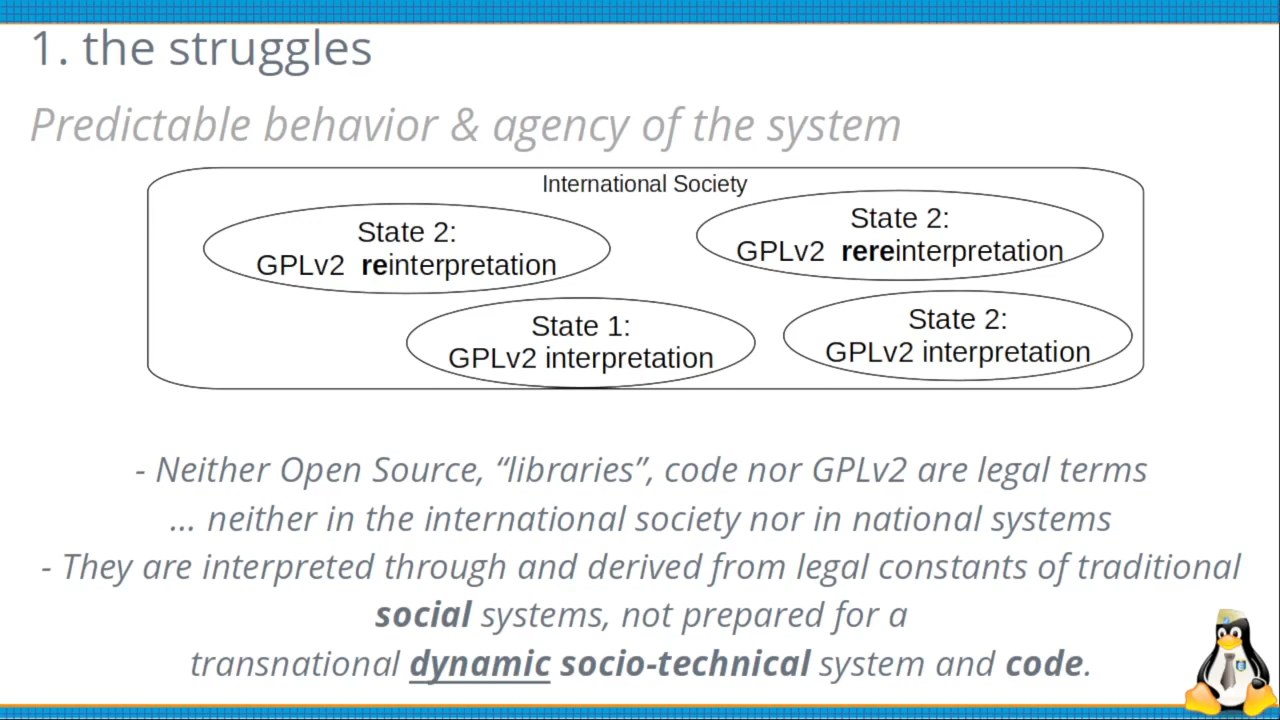 1. the struggles
Predictable behavior & agency of the system
International Society
State 2:
GPLv2 reinterpretation
State 2:
GPLv2 rereinterpretation
State 1:
GPLv2 interpretation
State 2:
GPLv2 interpretation
- Neither Open Source, “libraries”, code nor GPLv2 are legal terms
... neither in the international society nor in national systems
- They are interpreted through and derived from legal constants of traditional
social systems, not prepared for a
transnational dynamic socio-technical system and code.